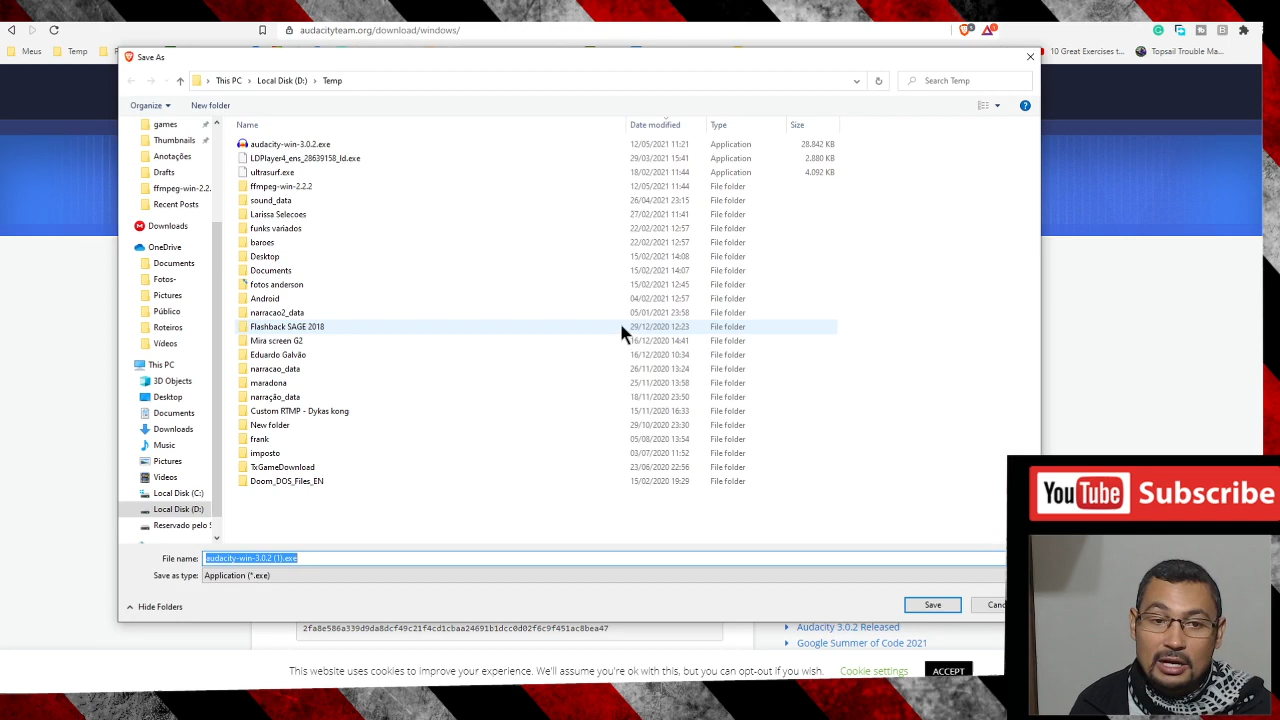 audacityteam.org/download/windows/
Meus
Temp
10 Great Exercises t...
Topsail Trouble Ma...
Save As
This PC > Local Disk (D:) > Temp
Search Temp
Organize
New folder
Name
Date modified
Type
Size
games
Thumbnails
Anotações
Drafts
ffmpeg-win-2.2.
Recent Posts
Downloads
OneDrive
Documents
Fotos-
Pictures
Público
Roteiros
Vídeos
This PC
3D Objects
Desktop
Documents
Downloads
Music
Pictures
Videos
Local Disk (C:)
Local Disk (D:)
Reservado pelo S
audacity-win-3.0.2.exe 12/05/2021 11:21 Application 28.842 KB
LDPlayer4_ens_28639158_ld.exe 29/03/2021 15:41 Application 2.880 KB
ultrasurf.exe 18/02/2021 11:44 Application 4.092 KB
ffmpeg-win-2.2.2 12/05/2021 11:44 File folder
sound_data 26/04/2021 23:15 File folder
Larissa Selecoes 27/02/2021 11:41 File folder
funks variados 22/02/2021 12:57 File folder
baroes 22/02/2021 12:57 File folder
Desktop 15/02/2021 14:08 File folder
Documents 15/02/2021 14:07 File folder
fotos anderson 15/02/2021 12:45 File folder
Android 04/02/2021 12:57 File folder
narracao2_data 05/01/2021 23:58 File folder
Flashback SAGE 2018 29/12/2020 12:23 File folder
Mira screen G2 16/12/2020 14:41 File folder
Eduardo Galvão 16/12/2020 10:34 File folder
narracao_data 26/11/2020 13:24 File folder
maradona 25/11/2020 13:58 File folder
narração_data 18/11/2020 23:50 File folder
Custom RTMP - Dykas kong 15/11/2020 16:33 File folder
New folder 29/10/2020 23:30 File folder
frank 05/08/2020 13:54 File folder
imposto 03/07/2020 11:52 File folder
TxGameDownload 23/06/2020 22:56 File folder
Doom_DOS_Files_EN 15/02/2020 19:29 File folder
File name: audacity-win-3.0.2 (1).exe
Save as type: Application (*.exe)
Hide Folders
Save
Canc
YouTube Subscribe
2fa8e586a339d9da8dcf49c21f4cd1cbaa24691b1dcc0d02f6c9f451ac8bea47
Audacity 3.0.2 Released
Google Summer of Code 2021
This website uses cookies to improve your experience. We'll assume you're ok with this, but you can opt-out if you wish.
Cookie settings
ACCEPT